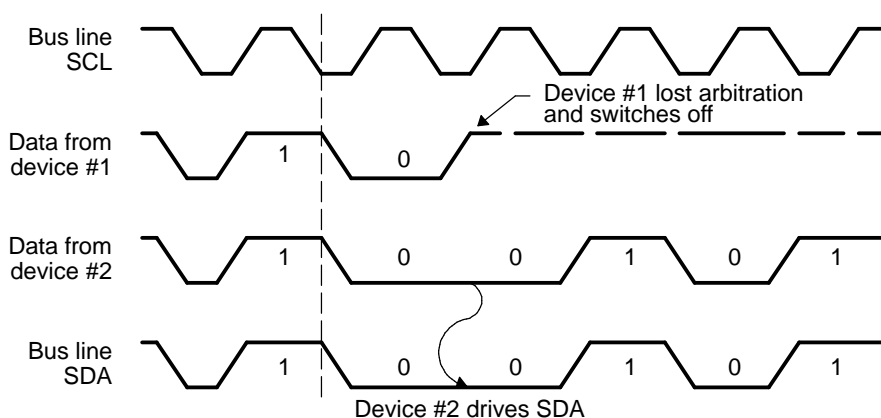 Bus line
SCL
Device #1 lost arbitration
and switches off
Data from
device #1
1 0
Data from
device #2
1 0 0 1 0 1
Bus line
SDA
1 0 0 1 0 1
Device #2 drives SDA